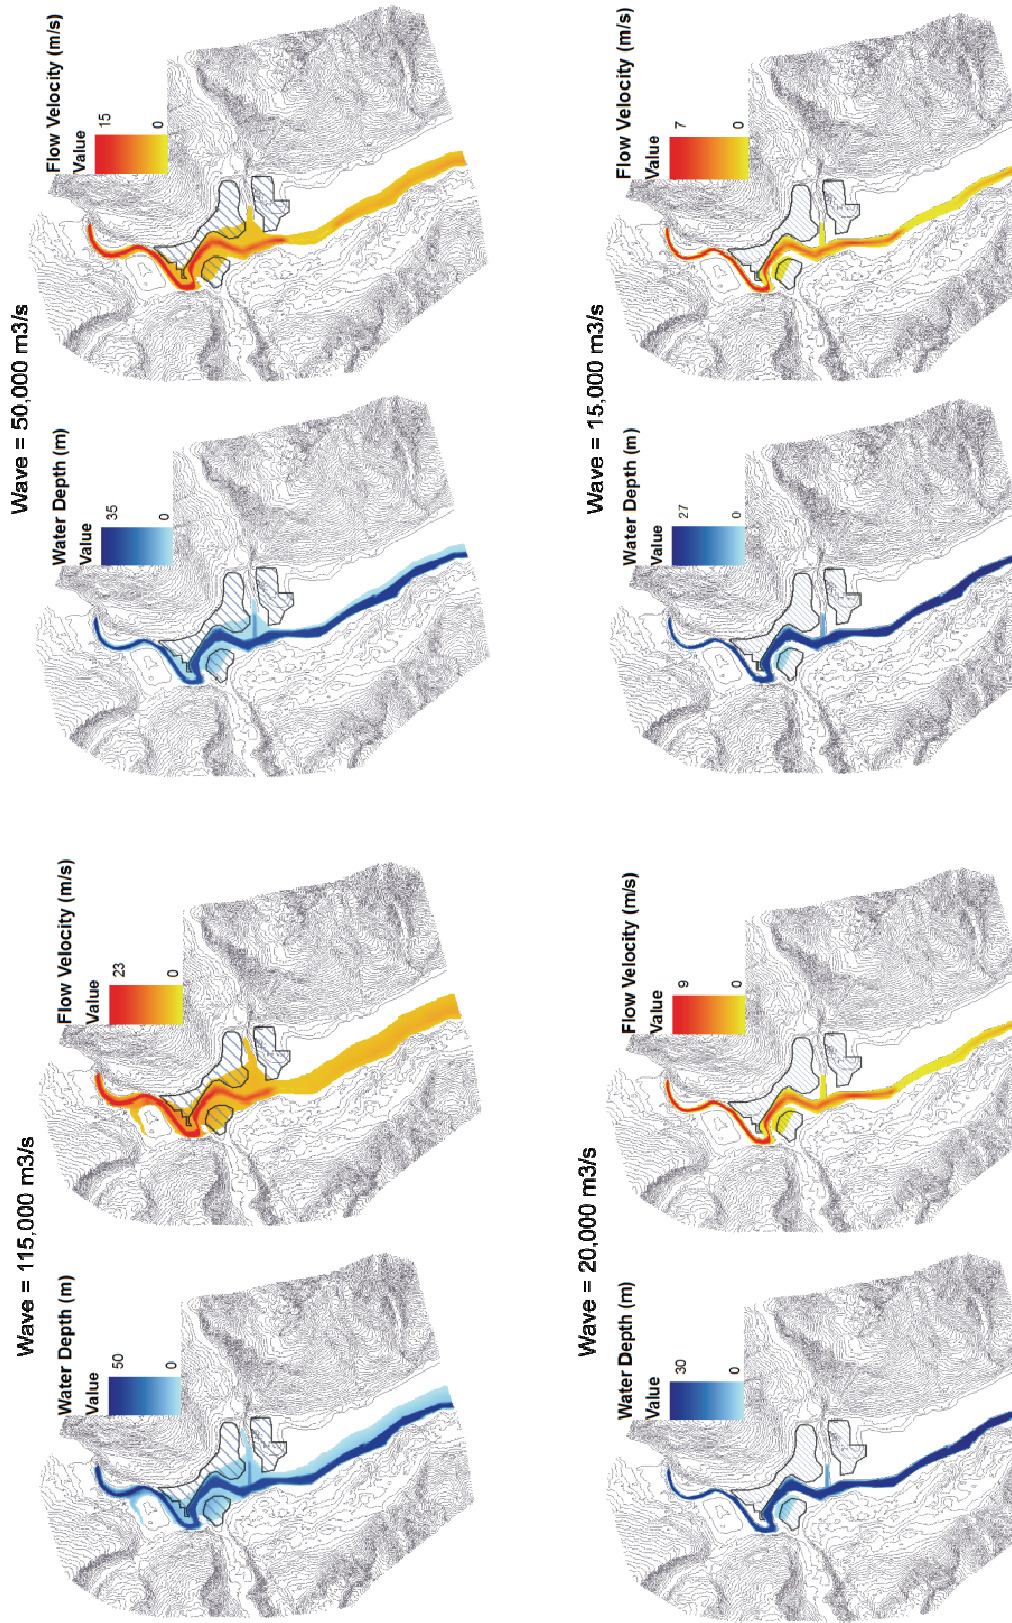 Wave = 115,000 m3/s
Water Depth (m)
Value
50
0
Flow Velocity (m/s)
Value
23
0
Wave = 50,000 m3/s
Water Depth (m)
Value
35
0
Flow Velocity (m/s)
Value
15
0
Wave = 20,000 m3/s
Water Depth (m)
Value
30
0
Flow Velocity (m/s)
Value
9
0
Wave = 15,000 m3/s
Water Depth (m)
Value
27
0
Flow Velocity (m/s)
Value
7
0